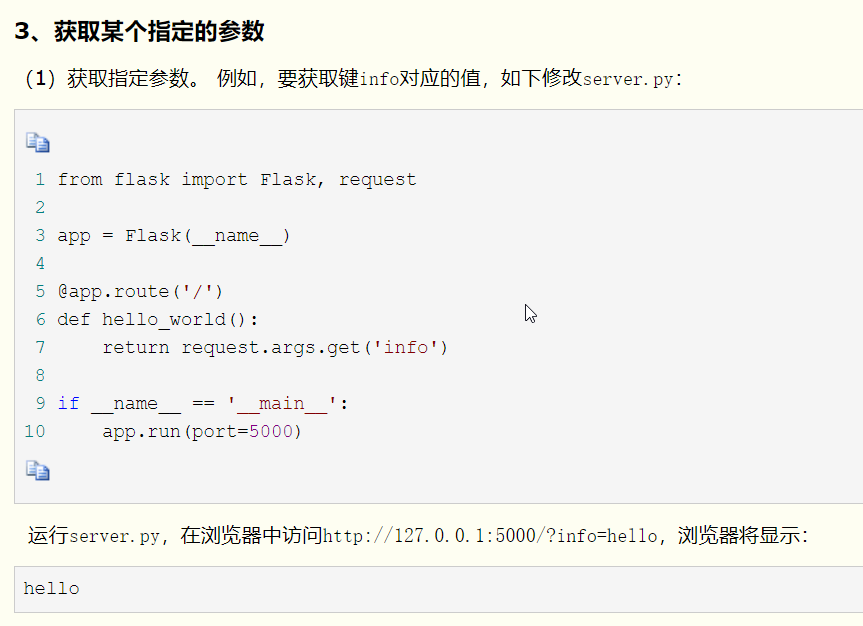 3、获取某个指定的参数
（1）获取指定参数。 例如，要获取键info对应的值，如下修改server.py：
1 from flask import Flask, request
2
3 app = Flask(__name__)
4
5 @app.route('/')
6 def hello_world():
7     return request.args.get('info')
8
9 if __name__ == '__main__':
10     app.run(port=5000)
运行server.py，在浏览器中访问http://127.0.0.1:5000/?info=hello，浏览器将显示：
hello